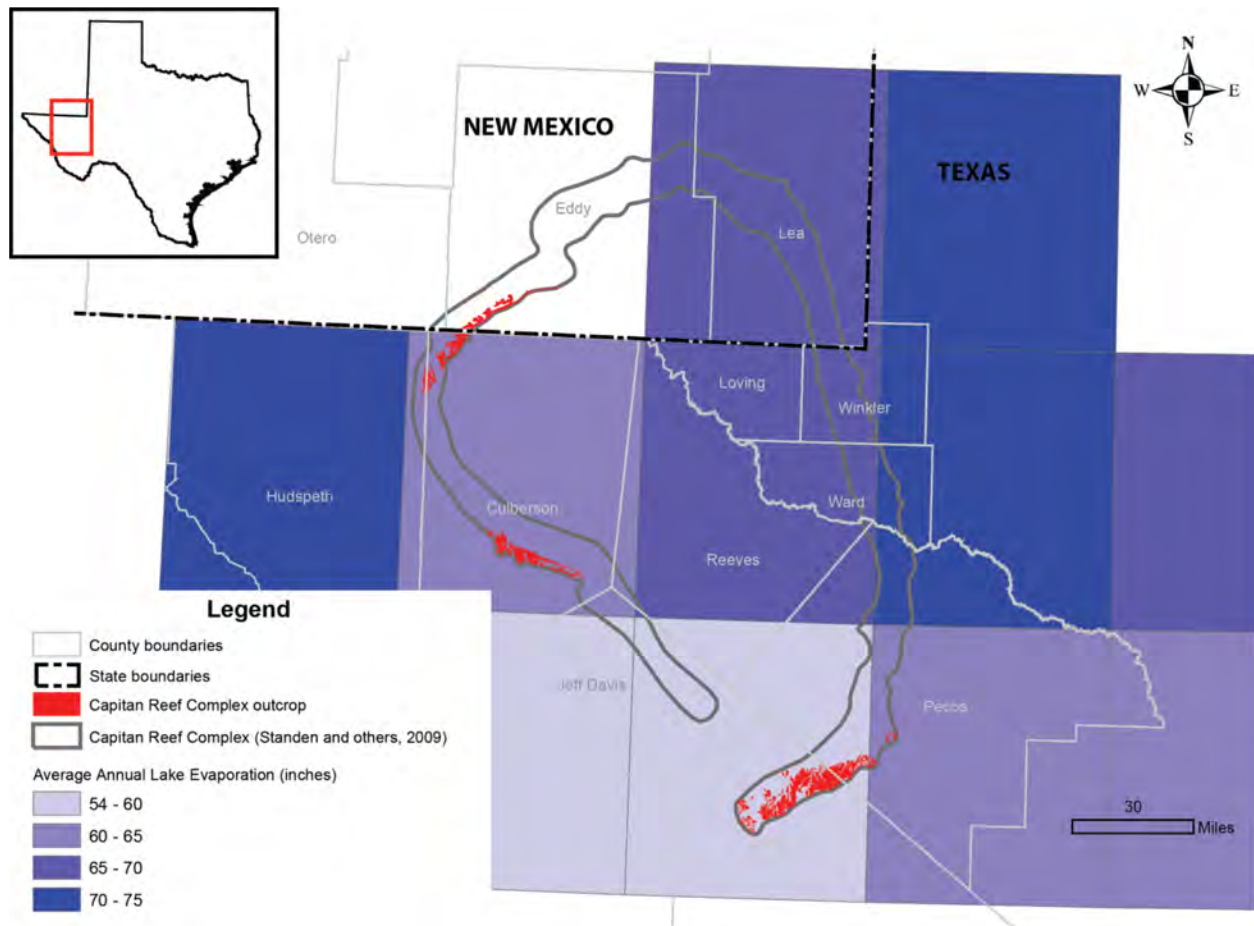 N
W E
S
NEW MEXICO
TEXAS
Eddy
Otero
Lea
Loving
Winkler
Hudspeth
Culberson
Ward
Reeves
Jeff Davis
Pecos
Legend
County boundaries
State boundaries
Capitan Reef Complex outcrop
Capitan Reef Complex (Standen and others, 2009)
Average Annual Lake Evaporation (inches)
54 - 60
60 - 65
65 - 70
70 - 75
30
Miles